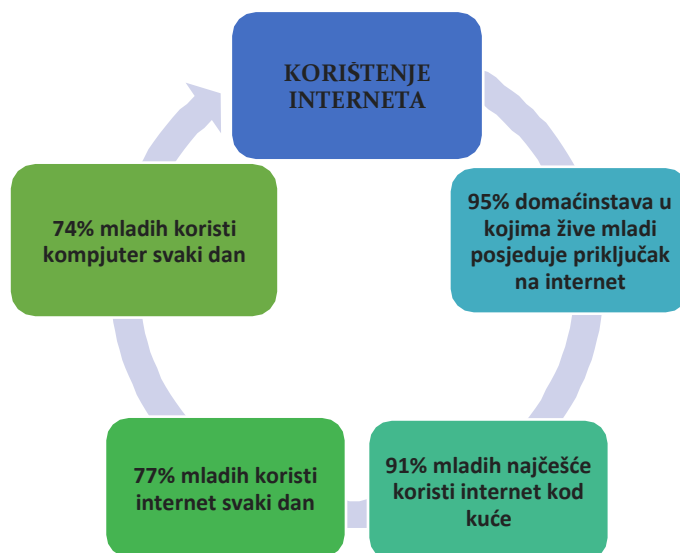 KORIŠTENJE
INTERNETA
95% domaćinstava u
kojima žive mladi
posjeduje priključak
na internet
91% mladih najčešće
koristi internet kod
kuće
77% mladih koristi
internet svaki dan
74% mladih koristi
kompjuter svaki dan